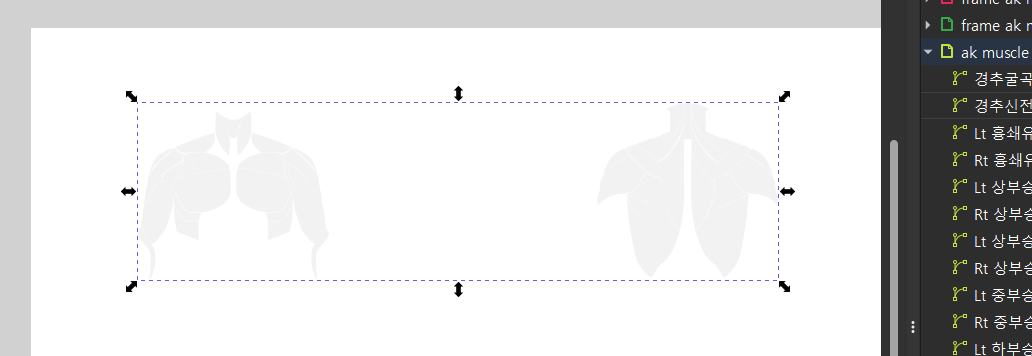 frame ak m
frame ak m
ak muscle
경추굴곡
경추신전
Lt 흉쇄유
Rt 흉쇄유
Lt 상부승
Rt 상부승
Lt 상부승
Rt 상부승
Lt 중부승
Rt 중부승
Lt 하부승